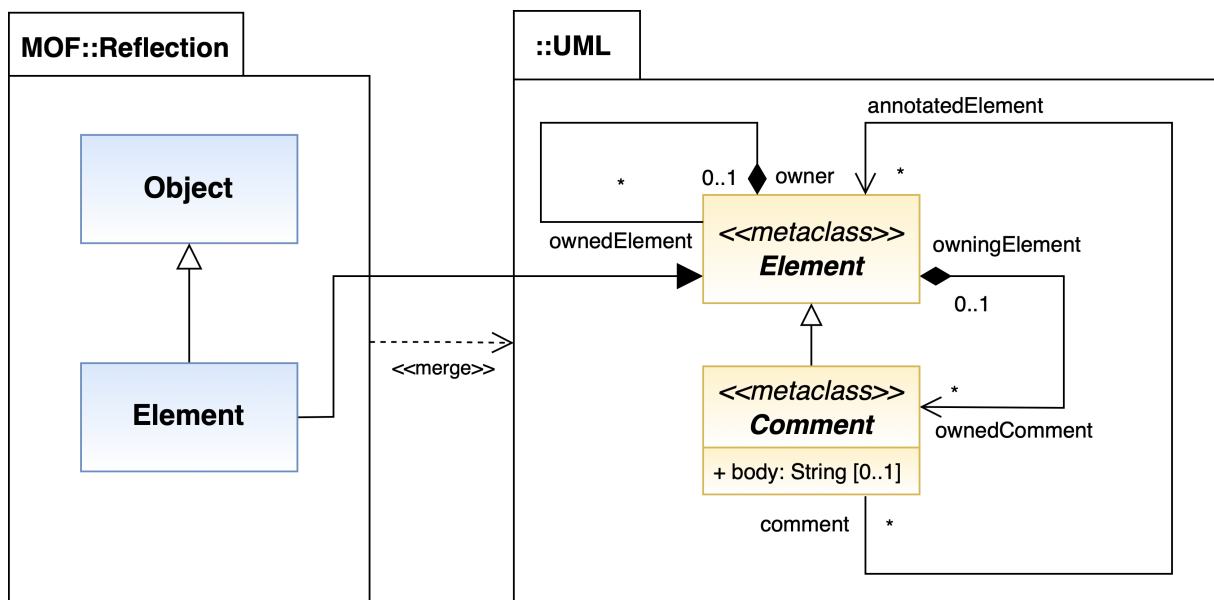 MOF::Reflection
::UML
annotatedElement
Object
*
0..1
owner
*
<<metaclass>>
Element
ownedElement
owningElement
0..1
<<merge>>
Element
<<metaclass>>
Comment
*
ownedComment
+ body: String [0..1]
comment
*